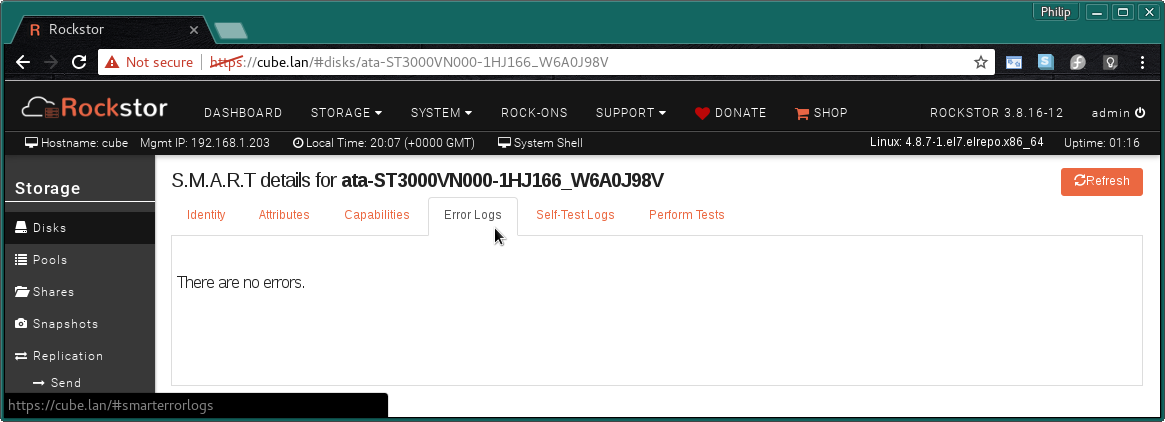 Philip
Rockstor
Not secure https://cube.lan/#disks/ata-ST3000VN000-1HJ166_W6A0J98V
Rockstor DASHBOARD STORAGE SYSTEM ROCK-ONS SUPPORT DONATE SHOP ROCKSTOR 3.8.16-12 admin
Hostname: cube Mgmt IP: 192.168.1.203 Local Time: 20:07 (+0000 GMT) System Shell Linux: 4.8.7-1.el7.elrepo.x86_64 Uptime: 01:16
Storage
Disks
Pools
Shares
Snapshots
Replication
Send
S.M.A.R.T details for ata-ST3000VN000-1HJ166_W6A0J98V
Refresh
Identity Attributes Capabilities Error Logs Self-Test Logs Perform Tests
There are no errors.
https://cube.lan/#smarterrorlogs